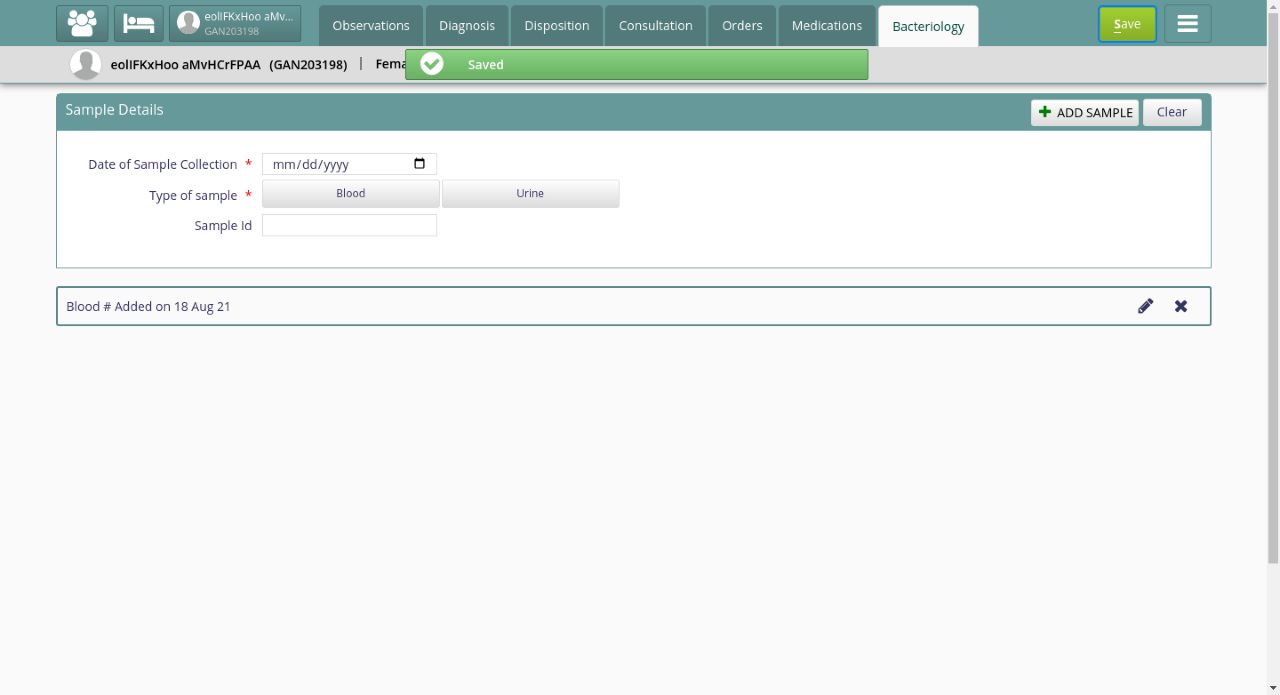 eolIFKxHoo aMv...
GAN203198
Observations
Diagnosis
Disposition
Consultation
Orders
Medications
Bacteriology
Save
eolIFKxHoo aMvHCrFPAA (GAN203198) | Fema
Saved
Sample Details
ADD SAMPLE
Clear
Date of Sample Collection *
mm/dd/yyyy
Type of sample *
Blood
Urine
Sample Id
Blood # Added on 18 Aug 21